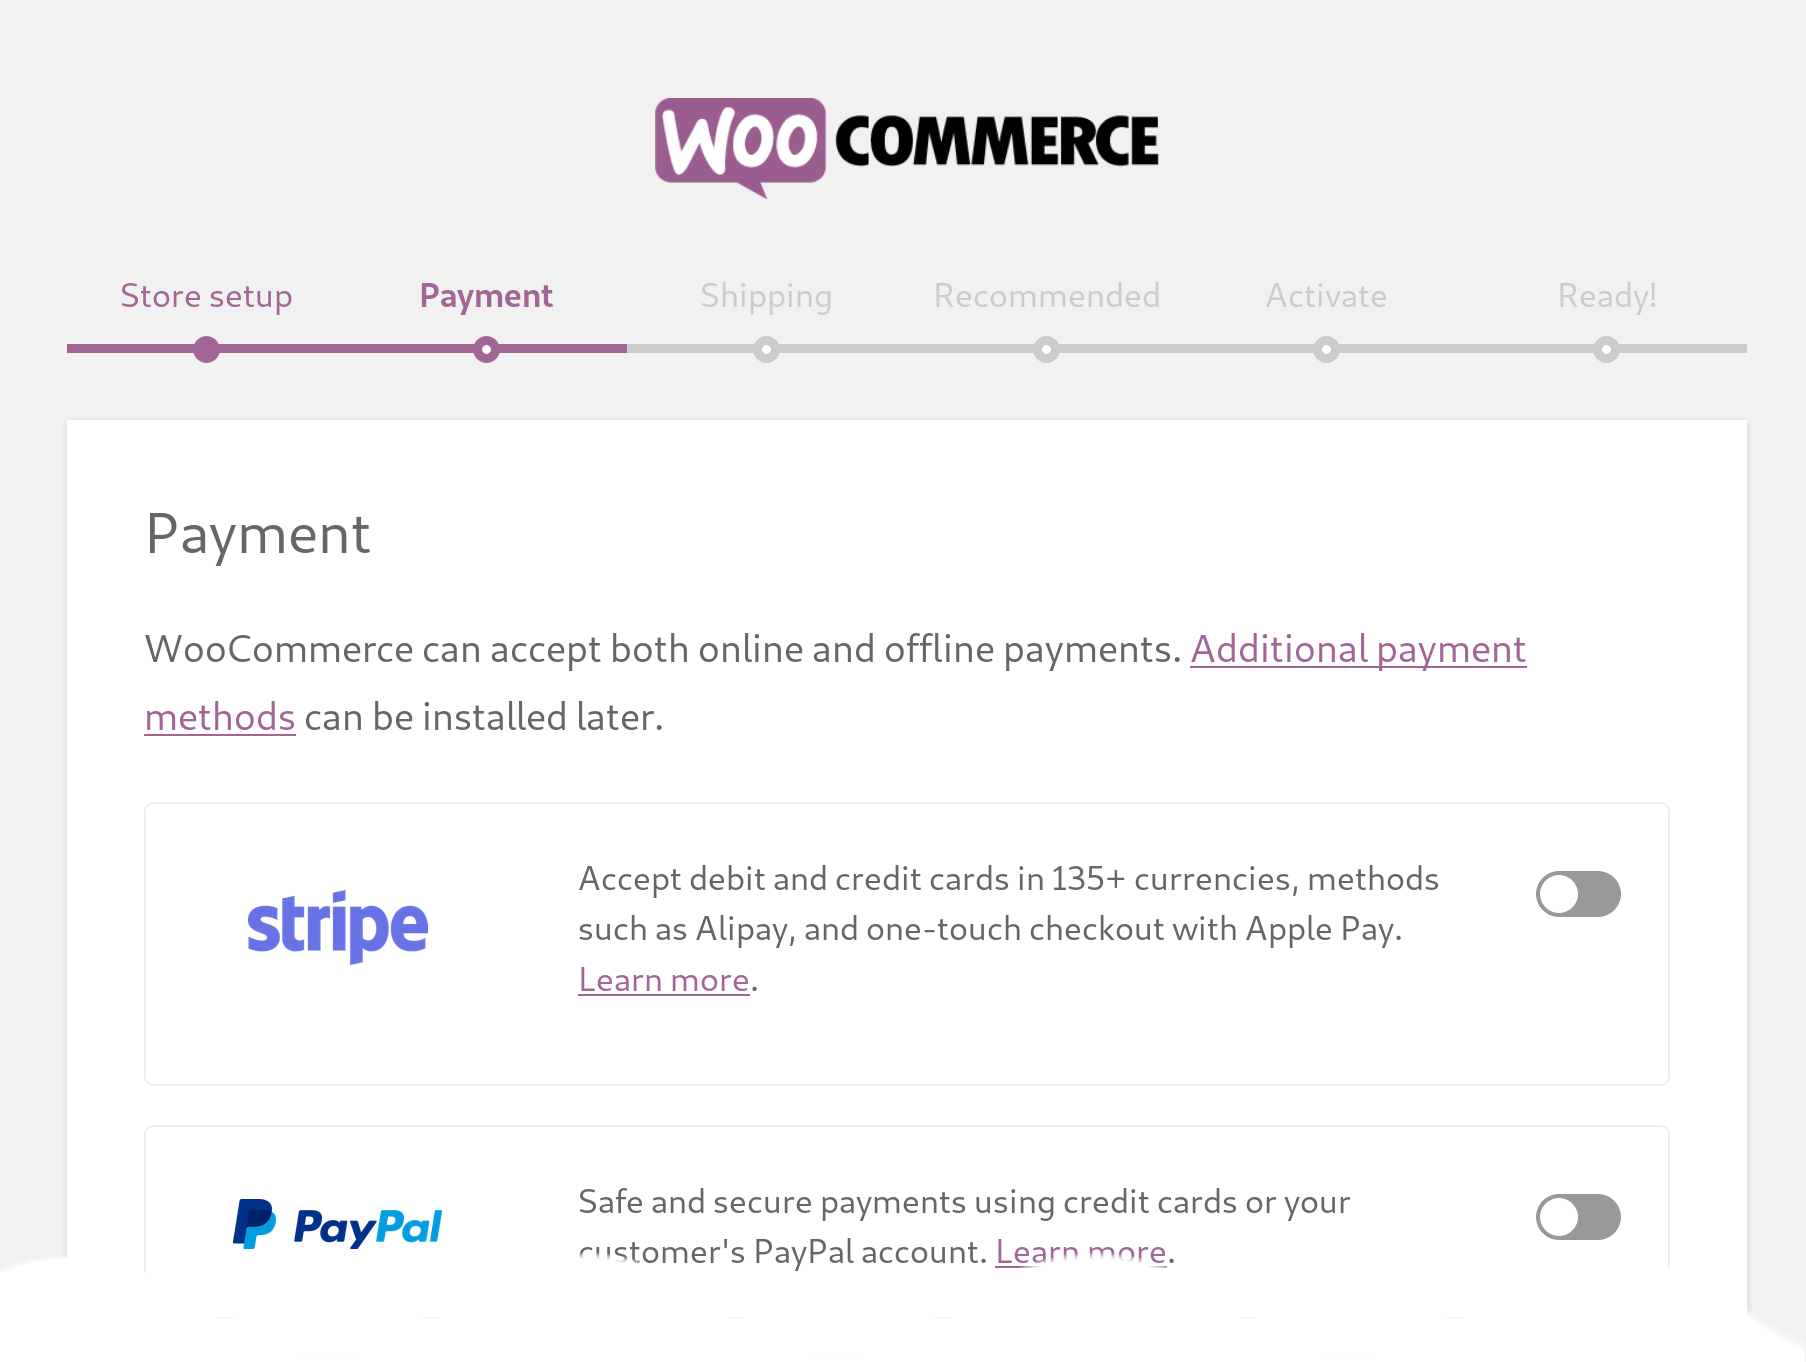 WOO COMMERCE
Store setup Payment Shipping Recommended Activate Ready!
Payment
WooCommerce can accept both online and offline payments. Additional payment
methods can be installed later.
stripe
Accept debit and credit cards in 135+ currencies, methods
such as Alipay, and one-touch checkout with Apple Pay.
Learn more.
PayPal
Safe and secure payments using credit cards or your
customer's PayPal account. Learn more.